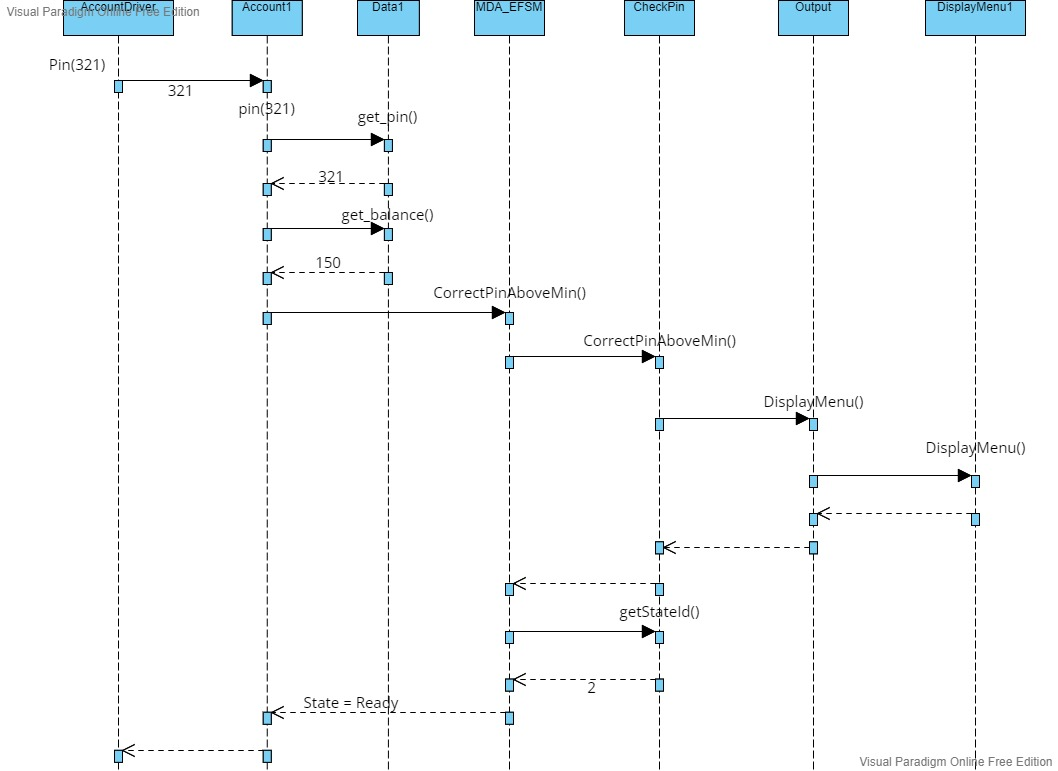 AccountDriver
Visual Paradigm Online Free Edition
Account1
Data1
MDA_EFSM
CheckPin
Output
DisplayMenu1
Pin(321)
321
pin(321)
get_pin()
321
get_balance()
150
CorrectPinAboveMin()
CorrectPinAboveMin()
DisplayMenu()
DisplayMenu()
getStateId()
2
State = Ready
Visual Paradigm Online Free Edition